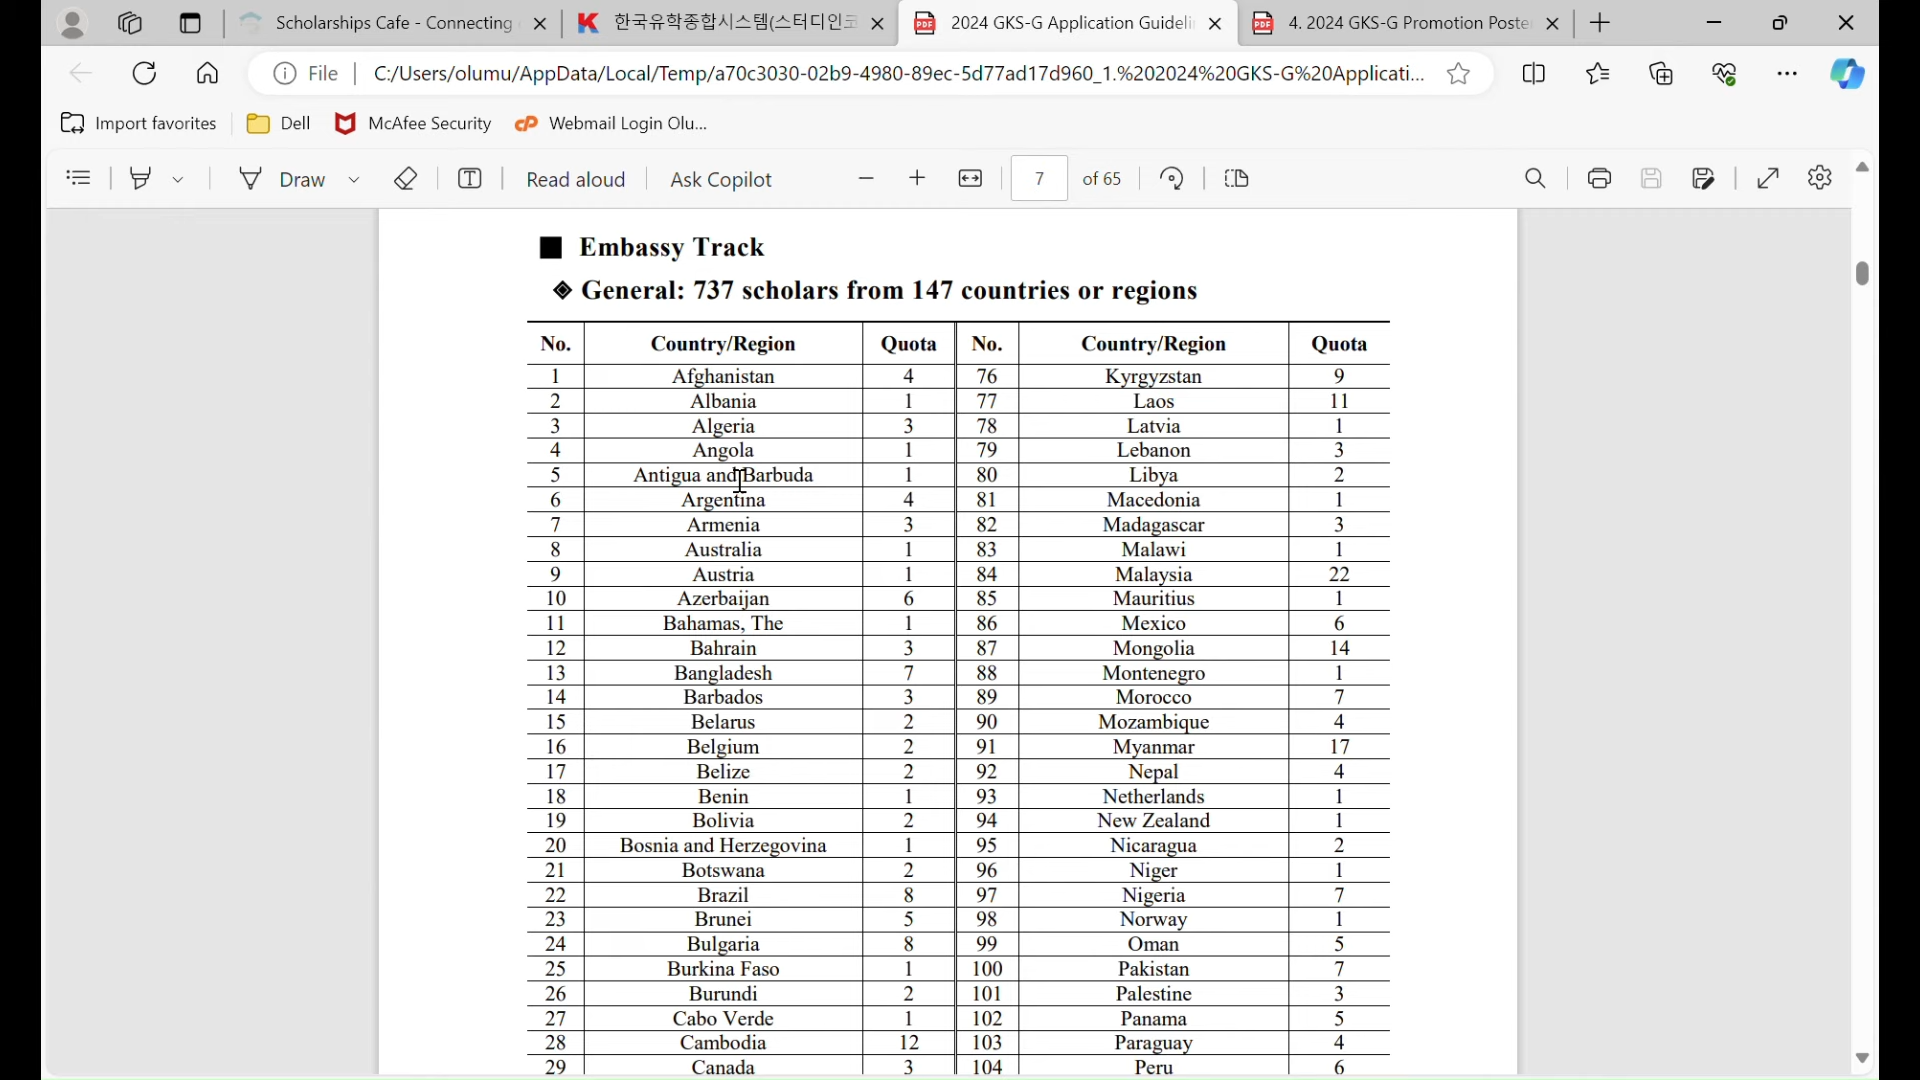 Scholarships Cafe - Connecting
한국유학종합시스템(스터디인코
2024 GKS-G Application Guideli
4. 2024 GKS-G Promotion Poste
File
C:/Users/olumu/AppData/Local/Temp/a70c3030-02b9-4980-89ec-5d77ad17d960_1.%202024%20GKS-G%20Applicati...
Import favorites
Dell
McAfee Security
Webmail Login Olu...
Draw
Read aloud
Ask Copilot
7 of 65
■ Embassy Track
◈ General: 737 scholars from 147 countries or regions
No. Country/Region Quota No. Country/Region Quota
1 Afghanistan 4 76 Kyrgyzstan 9
2 Albania 1 77 Laos 11
3 Algeria 3 78 Latvia 1
4 Angola 1 79 Lebanon 3
5 Antigua and Barbuda 1 80 Libya 2
6 Argentina 4 81 Macedonia 1
7 Armenia 3 82 Madagascar 3
8 Australia 1 83 Malawi 1
9 Austria 1 84 Malaysia 22
10 Azerbaijan 6 85 Mauritius 1
11 Bahamas, The 1 86 Mexico 6
12 Bahrain 3 87 Mongolia 14
13 Bangladesh 7 88 Montenegro 1
14 Barbados 3 89 Morocco 7
15 Belarus 2 90 Mozambique 4
16 Belgium 2 91 Myanmar 17
17 Belize 2 92 Nepal 4
18 Benin 1 93 Netherlands 1
19 Bolivia 2 94 New Zealand 1
20 Bosnia and Herzegovina 1 95 Nicaragua 2
21 Botswana 2 96 Niger 1
22 Brazil 8 97 Nigeria 7
23 Brunei 5 98 Norway 1
24 Bulgaria 8 99 Oman 5
25 Burkina Faso 1 100 Pakistan 7
26 Burundi 2 101 Palestine 3
27 Cabo Verde 1 102 Panama 5
28 Cambodia 12 103 Paraguay 4
29 Canada 3 104 Peru 6